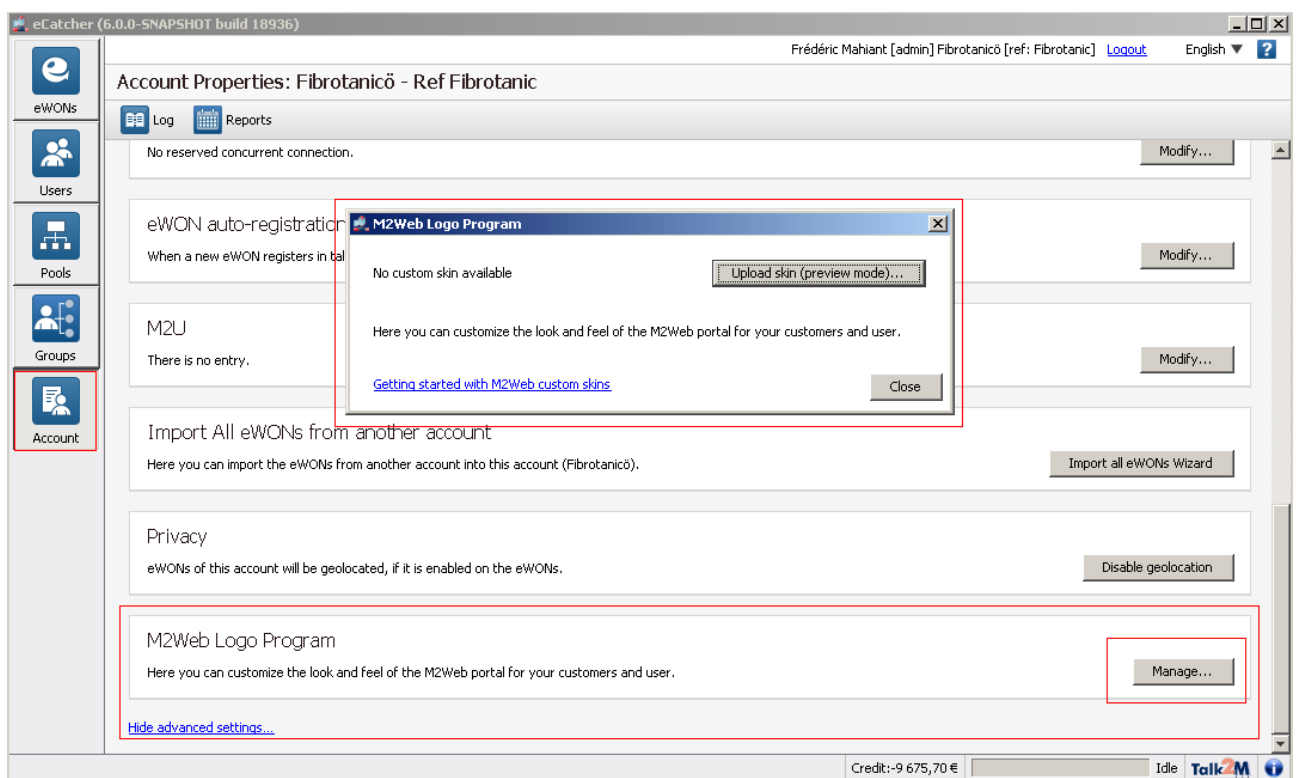 eCatcher (6.0.0-SNAPSHOT build 18936)
Frédéric Mahiant [admin] Fibrotanicö [ref: Fibrotanic] Logout English ?
eWONs
Users
Pools
Groups
Account
Account Properties: Fibrotanicö - Ref Fibrotanic
Log Reports
No reserved concurrent connection. Modify...
eWON auto-registration
When a new eWON registers in tal Modify...
M2U
There is no entry. Modify...
M2Web Logo Program
No custom skin available Upload skin (preview mode)...
Here you can customize the look and feel of the M2Web portal for your customers and user.
Getting started with M2Web custom skins Close
Import All eWONs from another account
Here you can import the eWONs from another account into this account (Fibrotanicö). Import all eWONs Wizard
Privacy
eWONs of this account will be geolocated, if it is enabled on the eWONs. Disable geolocation
M2Web Logo Program
Here you can customize the look and feel of the M2Web portal for your customers and user. Manage...
Hide advanced settings...
Credit:-9 675,70 € Idle Talk2M